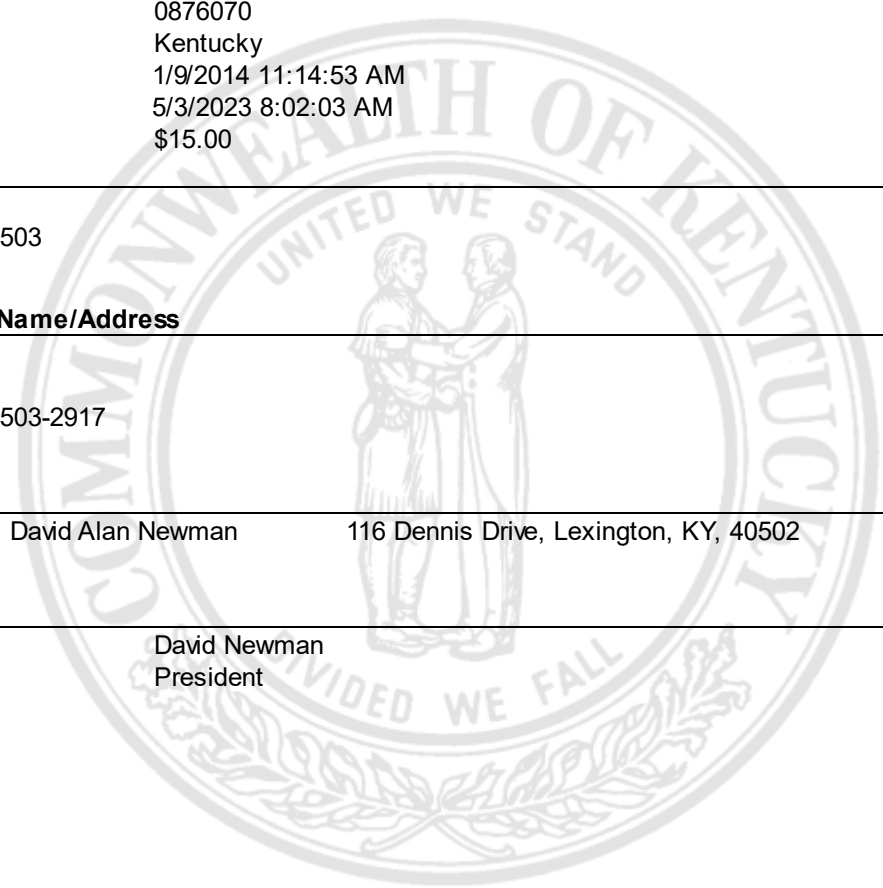 0876070
Kentucky
1/9/2014 11:14:53 AM
5/3/2023 8:02:03 AM
$15.00
503
Name/Address
503-2917
David Alan Newman 116 Dennis Drive, Lexington, KY, 40502
David Newman
President
COMMONWEALTH OF KENTUCKY
UNITED WE STAND
DIVIDED WE FALL